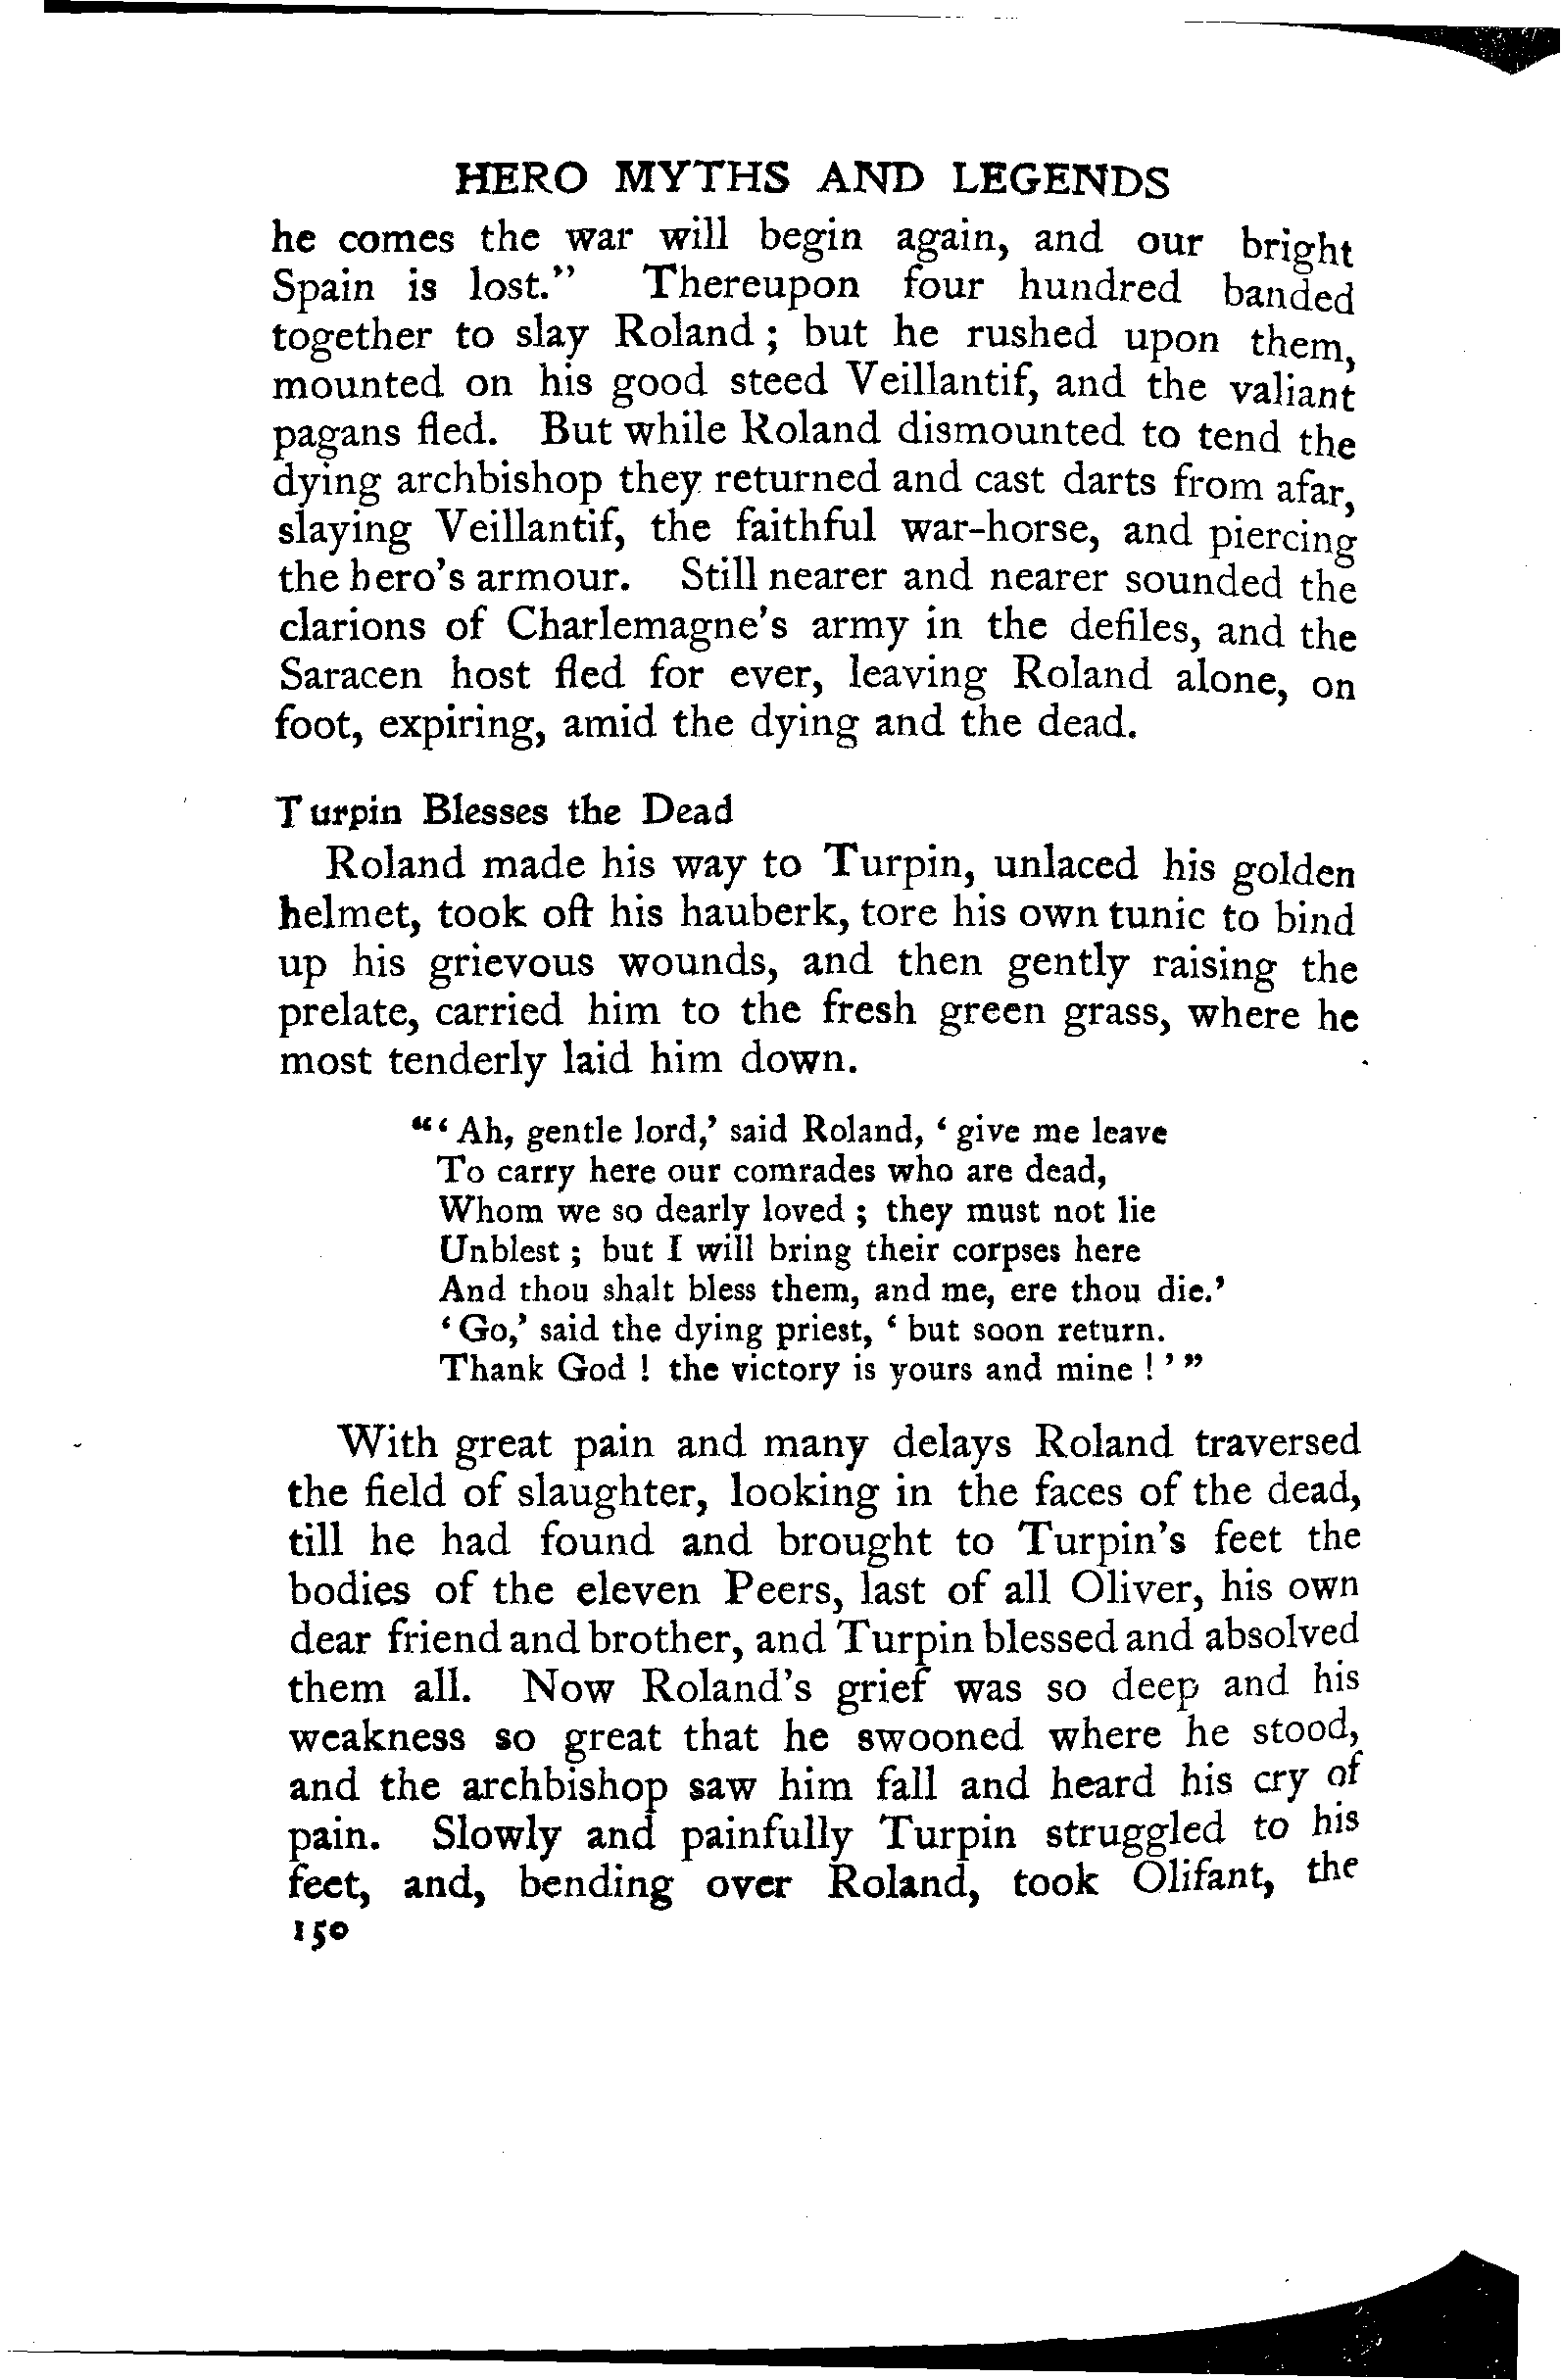 HERO MYTHS AND LEGENDS
he comes the war will begin again, and our bright
Spain is lost.” Thereupon four hundred banded
together to slay Roland ; but he rushed upon them,
mounted on his good steed Veillantif, and the valiant
pagans fled. But while Roland dismounted to tend the
dying archbishop they returned and cast darts from afar,
slaying Veillantif, the faithful war-horse, and piercing
the hero’s armour. Still nearer and nearer sounded the
clarions of Charlemagne’s army in the defiles, and the
Saracen host fled for ever, leaving Roland alone, on
foot, expiring, amid the dying and the dead.
Turpin Blesses the Dead
Roland made his way to Turpin, unlaced his golden
helmet, took off his hauberk, tore his own tunic to bind
up his grievous wounds, and then gently raising the
prelate, carried him to the fresh green grass, where he
most tenderly laid him down.
“‘ Ah, gentle lord,’ said Roland, ‘ give me leave
To carry here our comrades who are dead,
Whom we so dearly loved ; they must not lie
Unblest ; but I will bring their corpses here
And thou shalt bless them, and me, ere thou die.’
‘ Go,’ said the dying priest, ‘ but soon return.
Thank God ! the victory is yours and mine ! ’ ”
With great pain and many delays Roland traversed
the field of slaughter, looking in the faces of the dead,
till he had found and brought to Turpin’s feet the
bodies of the eleven Peers, last of all Oliver, his own
dear friend and brother, and Turpin blessed and absolved
them all. Now Roland’s grief was so deep and his
weakness so great that he swooned where he stood,
and the archbishop saw him fall and heard his cry of
pain. Slowly and painfully Turpin struggled to his
feet, and, bending over Roland, took Olifant, the
150